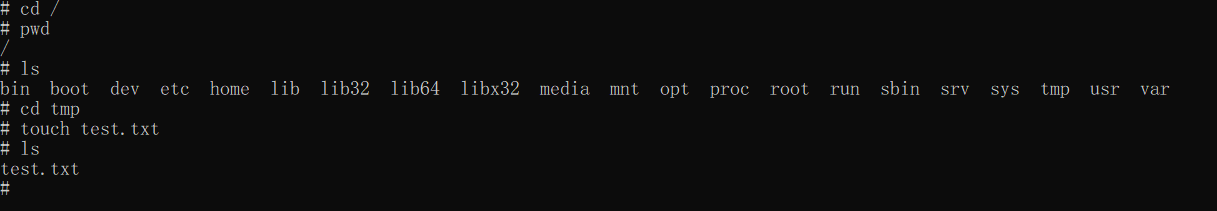 # cd /
# pwd
/
# ls
bin  boot  dev  etc  home  lib  lib32  lib64  libx32  media  mnt  opt  proc  root  run  sbin  srv  sys  tmp  usr  var
# cd tmp
# touch test.txt
# ls
test.txt
#